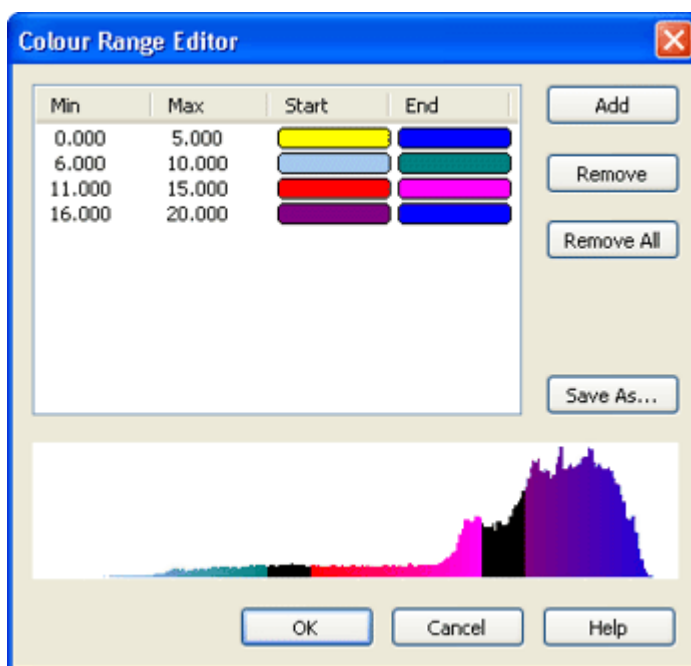 Colour Range Editor
Min Max Start End
0.000 5.000
6.000 10.000
11.000 15.000
16.000 20.000
Add
Remove
Remove All
Save As...
OK Cancel Help